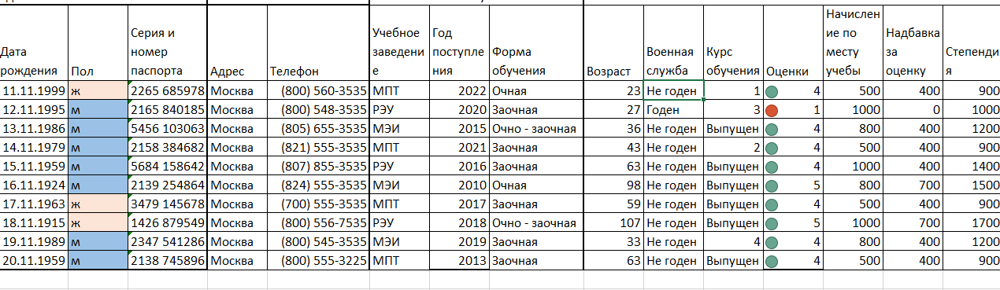 Дата рождения Пол Серия и номер паспорта Адрес Телефон Учебное заведение Год поступления Форма обучения Возраст Военная служба Курс обучения Оценки Начисление по месту учебы Надбавка за оценку Стипендия
11.11.1999 ж 2265 685978 Москва (800) 560-3535 МПТ 2022 Очная 23 Не годен 1 4 500 400 900
12.11.1995 м 2165 840185 Москва (800) 548-3535 РЭУ 2020 Заочная 27 Годен 3 1 1000 0 1000
13.11.1986 м 5456 103063 Москва (805) 655-3535 МЭИ 2015 Очно - заочная 36 Не годен Выпущен 4 800 400 1200
14.11.1979 м 2158 384682 Москва (821) 555-3535 МПТ 2021 Заочная 43 Не годен 2 4 500 400 900
15.11.1959 м 5684 158642 Москва (807) 855-3535 РЭУ 2016 Заочная 63 Не годен Выпущен 4 1000 400 1400
16.11.1924 м 2139 254864 Москва (824) 555-3535 МЭИ 2010 Очная 98 Не годен Выпущен 5 800 700 1500
17.11.1963 ж 3479 145678 Москва (700) 555-3535 МПТ 2017 Заочная 59 Не годен Выпущен 4 500 400 900
18.11.1915 ж 1426 879549 Москва (800) 556-7535 РЭУ 2018 Очно - заочная 107 Не годен Выпущен 5 1000 700 1700
19.11.1989 м 2347 541286 Москва (800) 545-3535 МЭИ 2019 Заочная 33 Не годен 4 4 800 400 1200
20.11.1959 м 2138 745896 Москва (800) 555-3225 МПТ 2013 Заочная 63 Не годен Выпущен 4 500 400 900